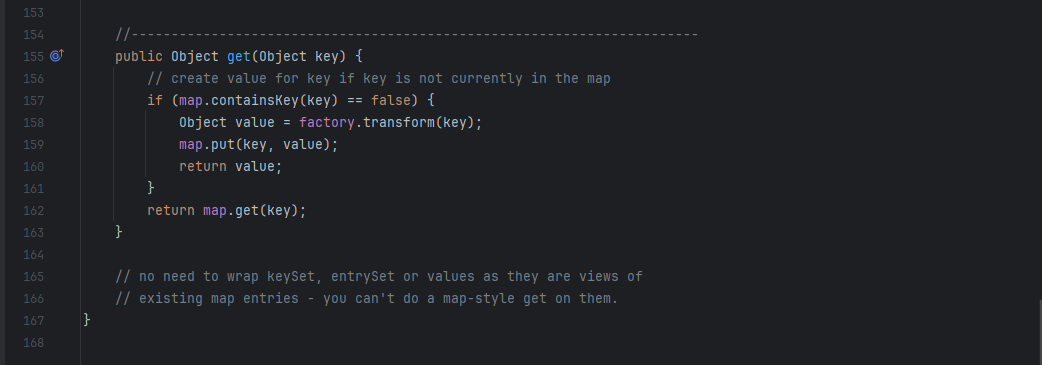 153
154 //-----------------------------------------------------------------------
155 public Object get(Object key) {
156 // create value for key if key is not currently in the map
157 if (map.containsKey(key) == false) {
158 Object value = factory.transform(key);
159 map.put(key, value);
160 return value;
161 }
162 return map.get(key);
163 }
164
165 // no need to wrap keySet, entrySet or values as they are views of
166 // existing map entries - you can't do a map-style get on them.
167 }
168